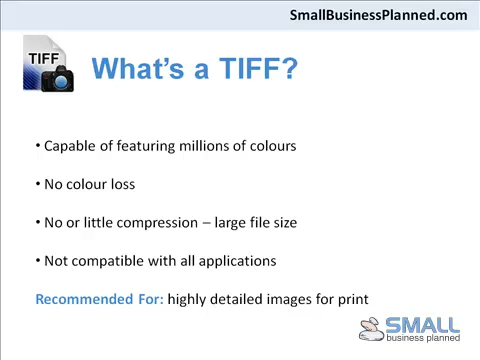 SmallBusinessPlanned.com
TIFF
What's a TIFF?
• Capable of featuring millions of colours
• No colour loss
• No or little compression – large file size
• Not compatible with all applications
Recommended For: highly detailed images for print
SMALL
business planned